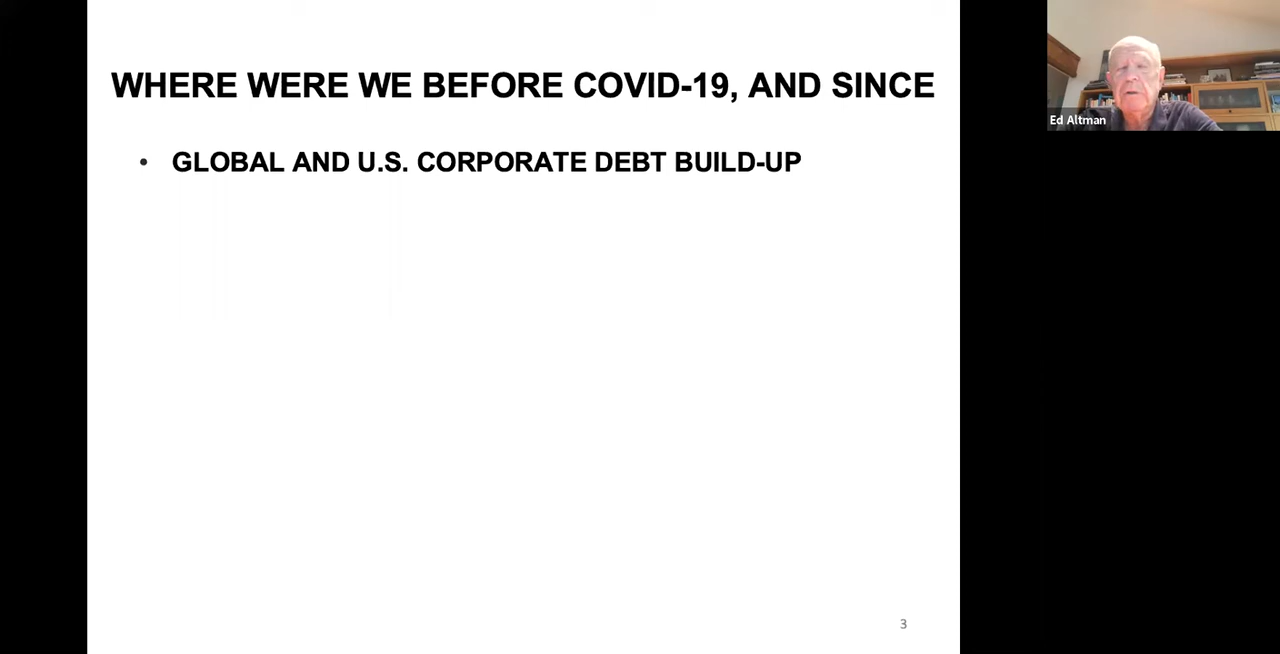 WHERE WERE WE BEFORE COVID-19, AND SINCE
• GLOBAL AND U.S. CORPORATE DEBT BUILD-UP
3
Ed Altman